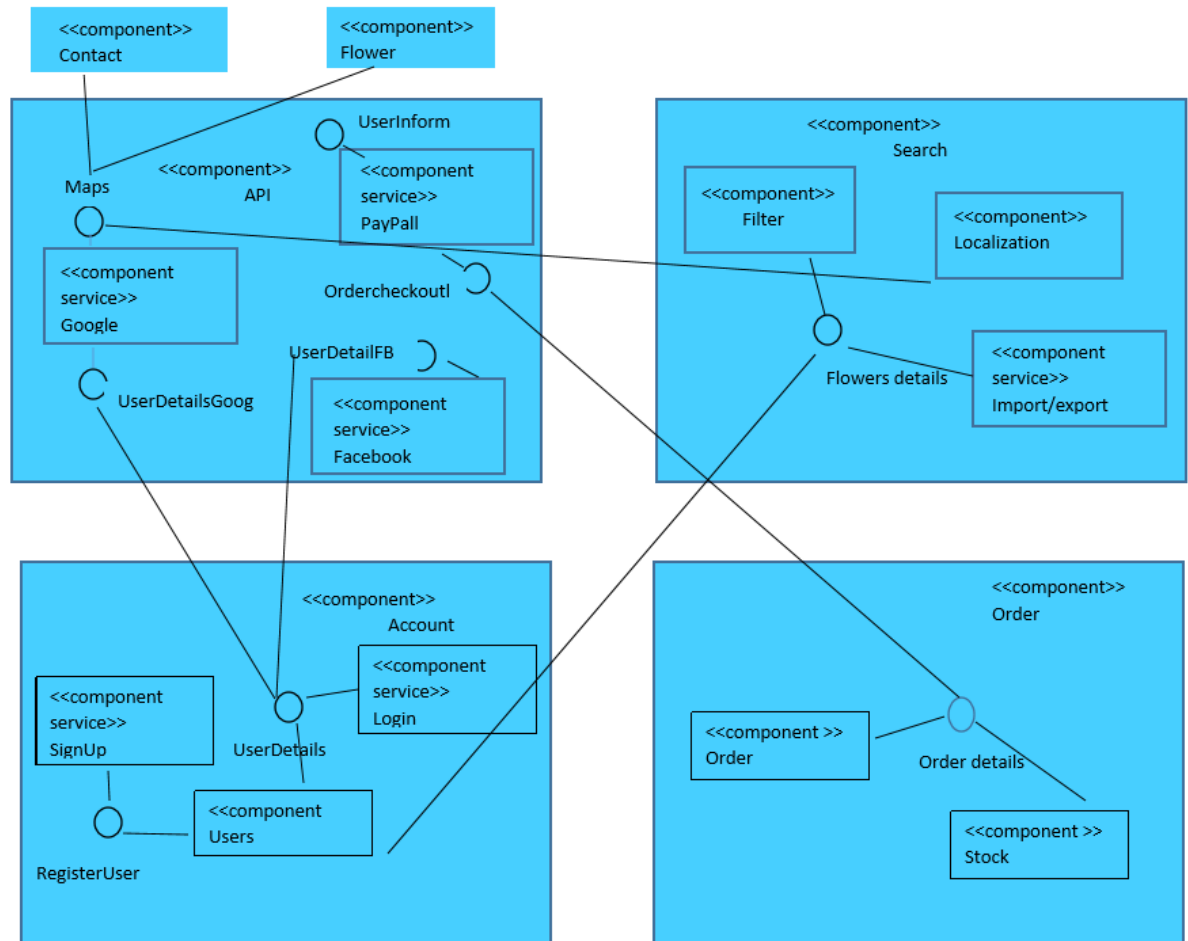 <<component>>
Contact
<<component>>
Flower
UserInform
<<component>>
API
Maps
<<component
service>>
PayPall
<<component
service>>
Google
Ordercheckoutl
UserDetailFB
UserDetailsGoog
<<component
service>>
Facebook
<<component>>
Search
<<component>>
Filter
<<component>>
Localization
Flowers details
<<component
service>>
Import/export
<<component>>
Account
<<component
service>>
Login
<<component
service>>
SignUp
UserDetails
<<component
Users
RegisterUser
<<component>>
Order
<<component >>
Order
Order details
<<component >>
Stock